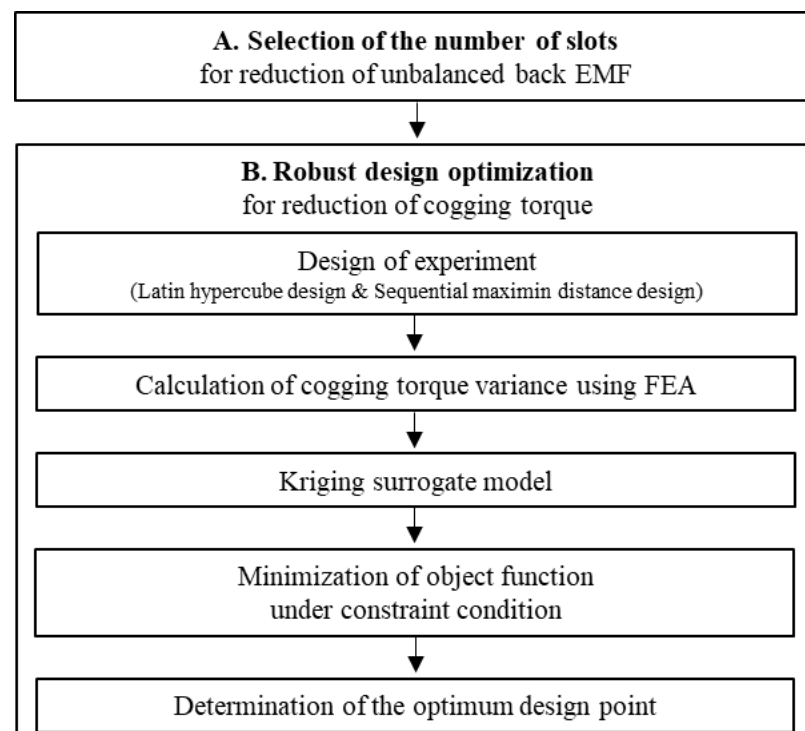 A. Selection of the number of slots
for reduction of unbalanced back EMF
B. Robust design optimization
for reduction of cogging torque
Design of experiment
(Latin hypercube design & Sequential maximin distance design)
Calculation of cogging torque variance using FEA
Kriging surrogate model
Minimization of object function
under constraint condition
Determination of the optimum design point